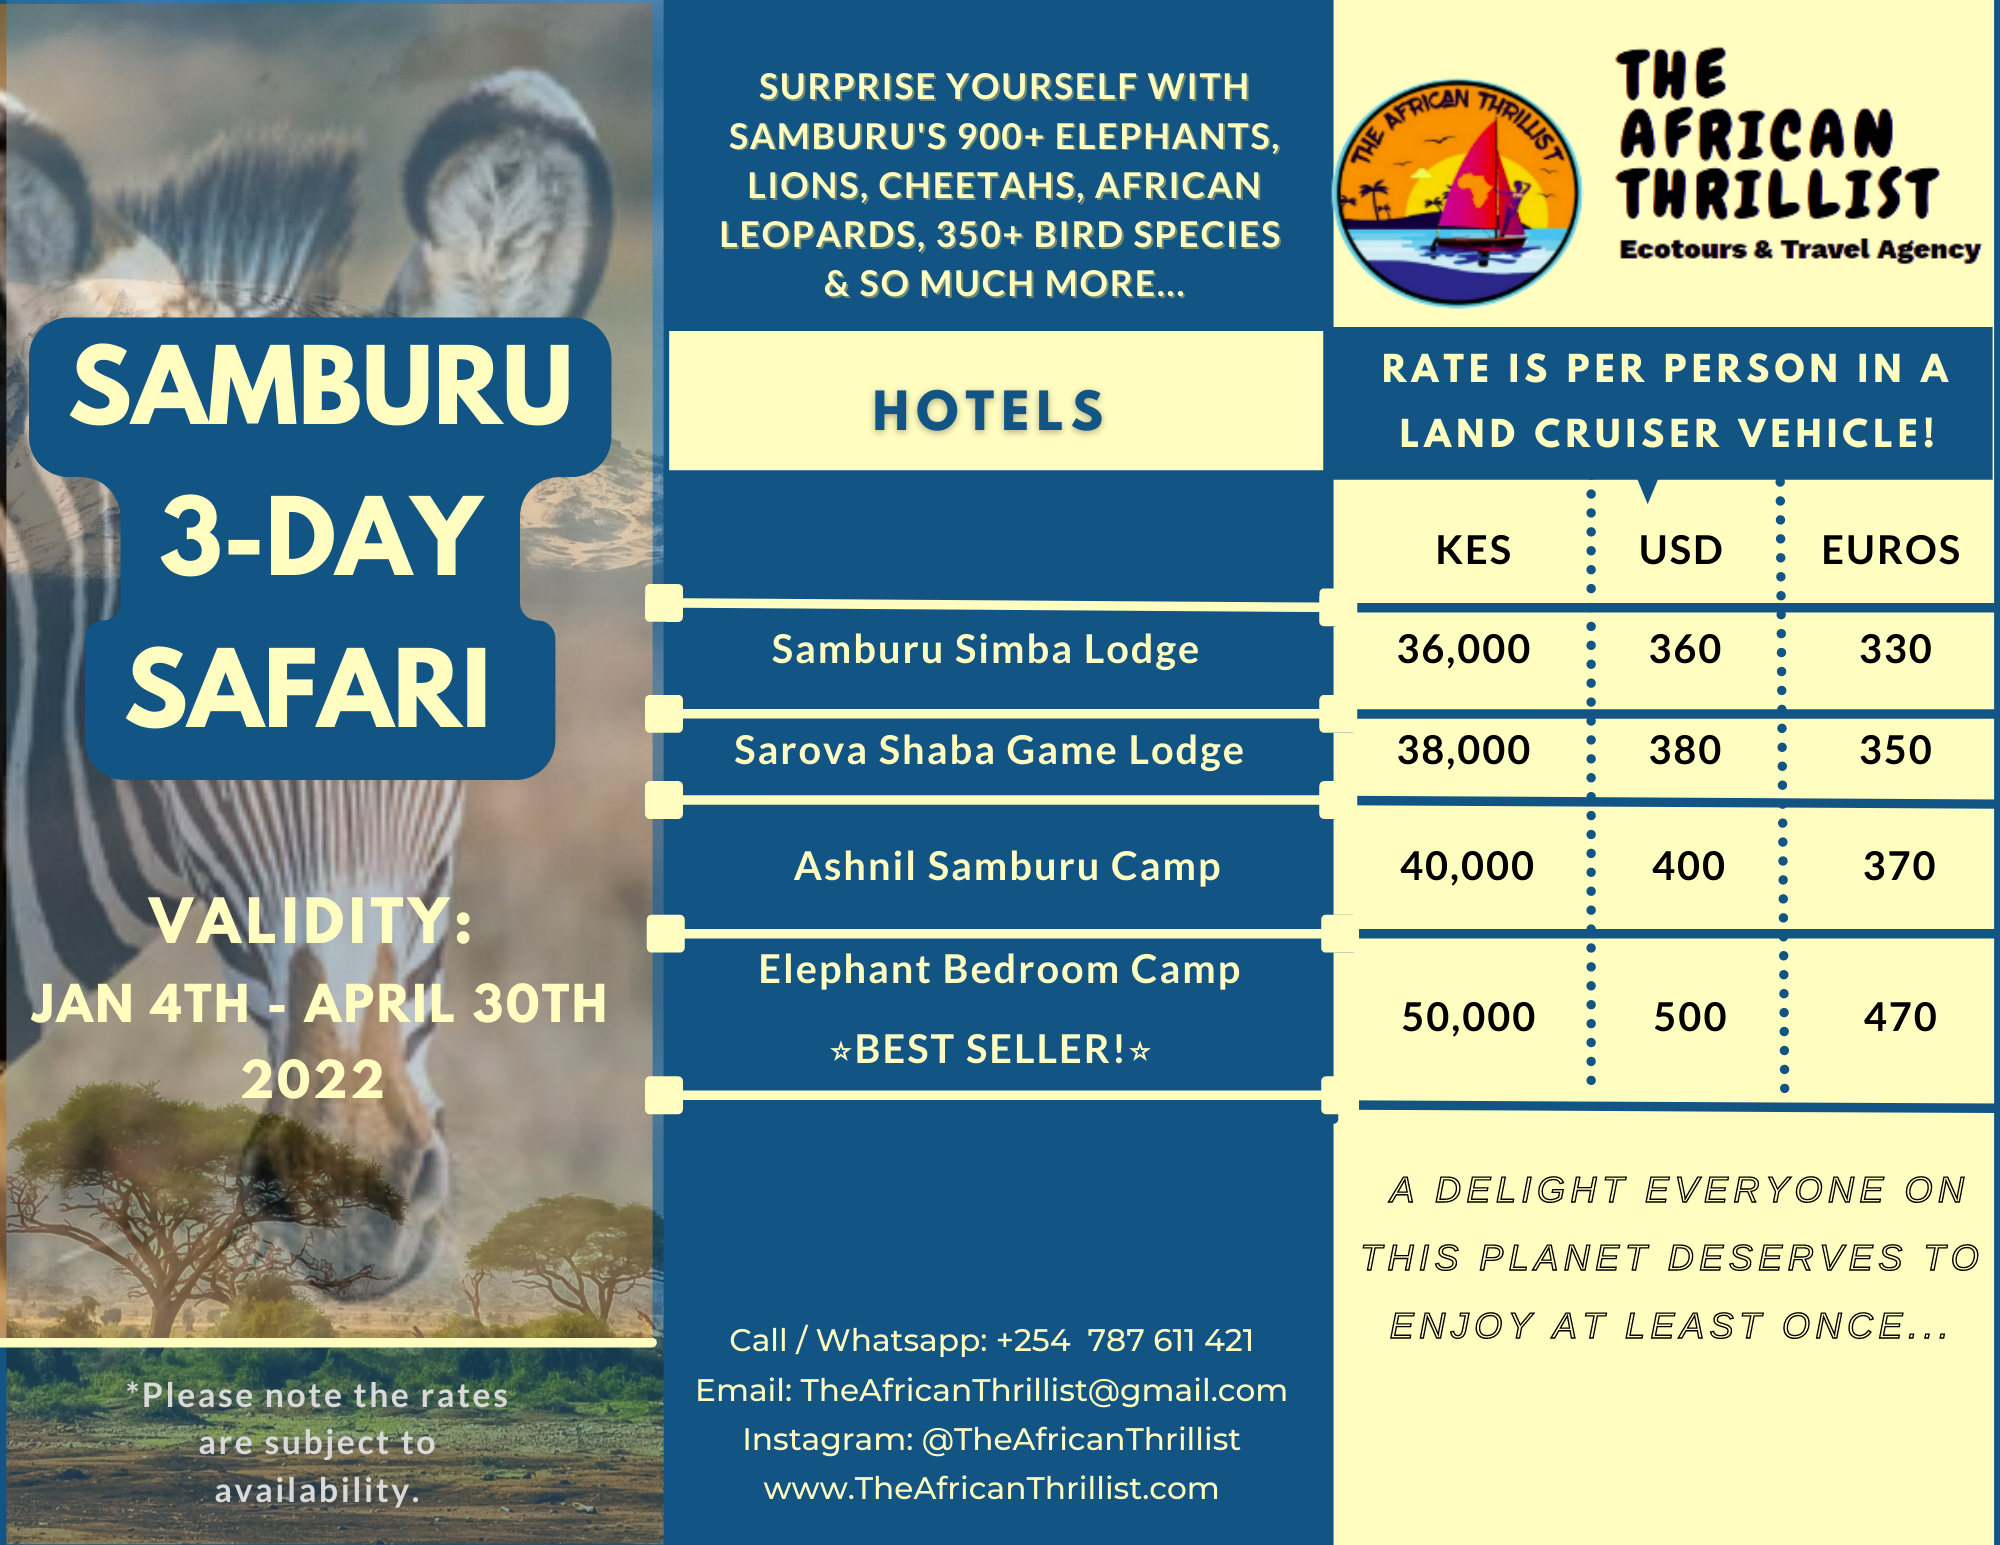 SAMBURU
3-DAY
SAFARI
VALIDITY:
JAN 4TH - APRIL 30TH
2022
*Please note the rates
are subject to
availability.
SURPRISE YOURSELF WITH
SAMBURU'S 900+ ELEPHANTS,
LIONS, CHEETAHS, AFRICAN
LEOPARDS, 350+ BIRD SPECIES
& SO MUCH MORE...
THE AFRICAN THRILLIST
THE
AFRICAN
THRILLIST
Ecotours & Travel Agency
HOTELS
RATE IS PER PERSON IN A
LAND CRUISER VEHICLE!
KES USD EUROS
Samburu Simba Lodge 36,000 360 330
Sarova Shaba Game Lodge 38,000 380 350
Ashnil Samburu Camp 40,000 400 370
Elephant Bedroom Camp
⭐BEST SELLER!⭐ 50,000 500 470
Call / Whatsapp: +254 787 611 421
Email: TheAfricanThrillist@gmail.com
Instagram: @TheAfricanThrillist
www.TheAfricanThrillist.com
A DELIGHT EVERYONE ON
THIS PLANET DESERVES TO
ENJOY AT LEAST ONCE...